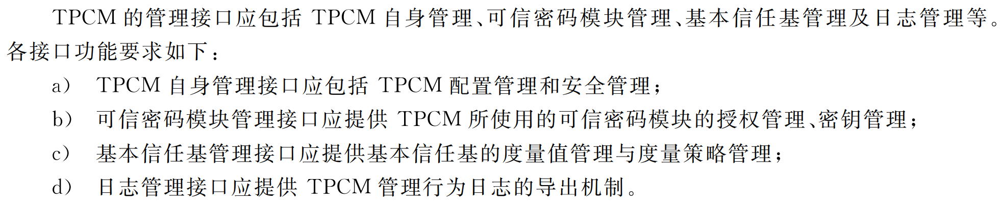 TPCM 的管理接口应包括 TPCM 自身管理、可信密码模块管理、基本信任基管理及日志管理等。
各接口功能要求如下：
a） TPCM 自身管理接口应包括 TPCM 配置管理和安全管理；
b） 可信密码模块管理接口应提供 TPCM 所使用的可信密码模块的授权管理、密钥管理；
c） 基本信任基管理接口应提供基本信任基的度量值管理与度量策略管理；
d） 日志管理接口应提供 TPCM 管理行为日志的导出机制。